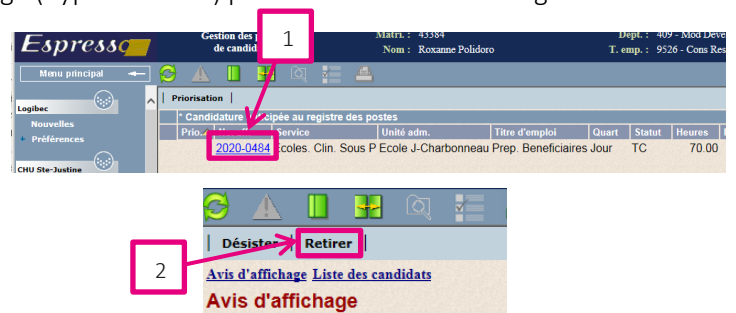 Espresso
Gestion des
de candid
1
Matri. : 43384
Nom : Roxanne Polidoro
Dept. : 409 - Mod Deve
T. emp. : 9526 - Cons Res
Menu principal
Logibec
Nouvelles
Préférences
CHU Ste-Justine
Priorisation
* Candidature ipée au registre des postes
Prio. Service Unité adm. Titre d'emploi Quart Statut Heures
2020-0484 Ecoles. Clin. Sous P Ecole J-Charbonneau Prep. Beneficiaires Jour TC 70.00
Désister Retirer
2
Avis d'affichage Liste des candidats
Avis d'affichage